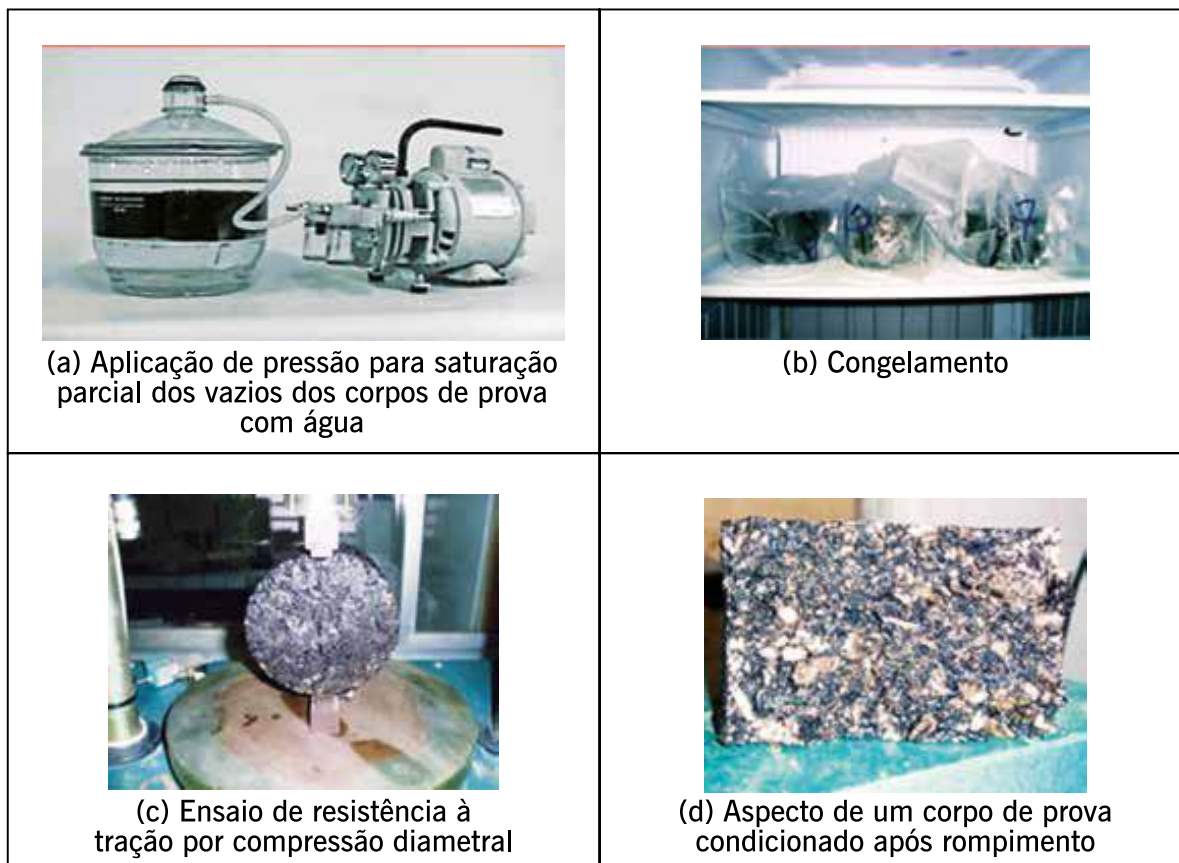 (a) Aplicação de pressão para saturação
parcial dos vazios dos corpos de prova
com água
(b) Congelamento
(c) Ensaio de resistência à
tração por compressão diametral
(d) Aspecto de um corpo de prova
condicionado após rompimento